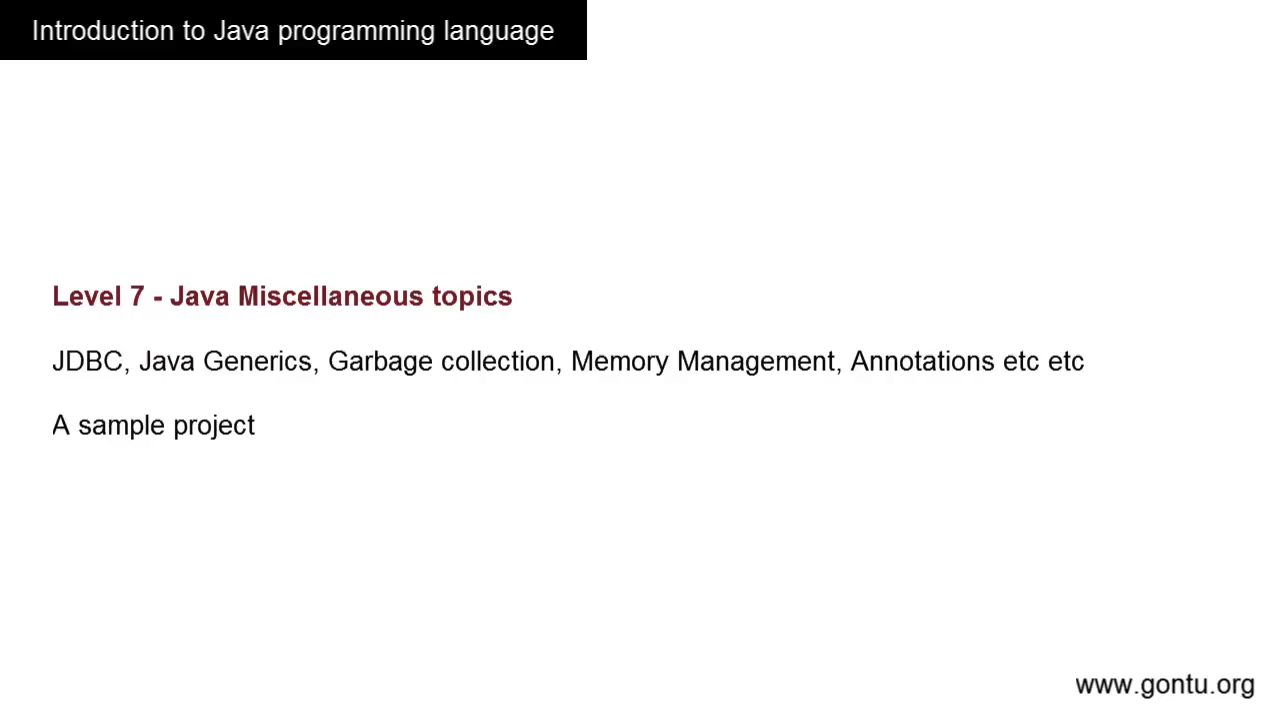 Introduction to Java programming language
Level 7 - Java Miscellaneous topics
JDBC, Java Generics, Garbage collection, Memory Management, Annotations etc etc
A sample project
www.gontu.org